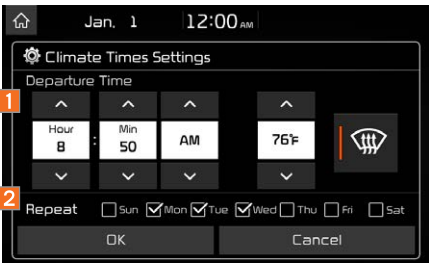 Jan. 1 12:00 AM
Climate Times Settings
Departure Time
1
Hour Min
8 : 50 AM 76°F
2
Repeat Sun Mon Tue Wed Thu Fri Sat
OK Cancel